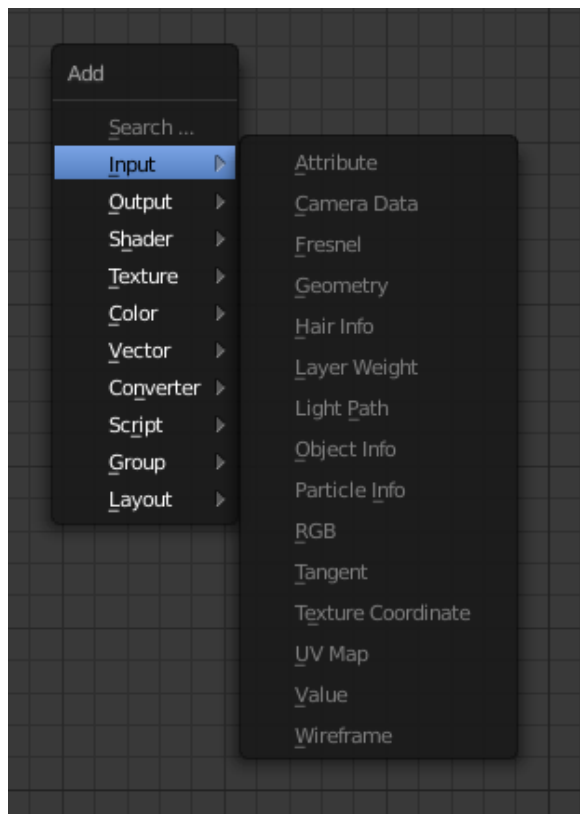 Add
Search ...
Input
Output
Shader
Texture
Color
Vector
Converter
Script
Group
Layout
Attribute
Camera Data
Fresnel
Geometry
Hair Info
Layer Weight
Light Path
Object Info
Particle Info
RGB
Tangent
Texture Coordinate
UV Map
Value
Wireframe